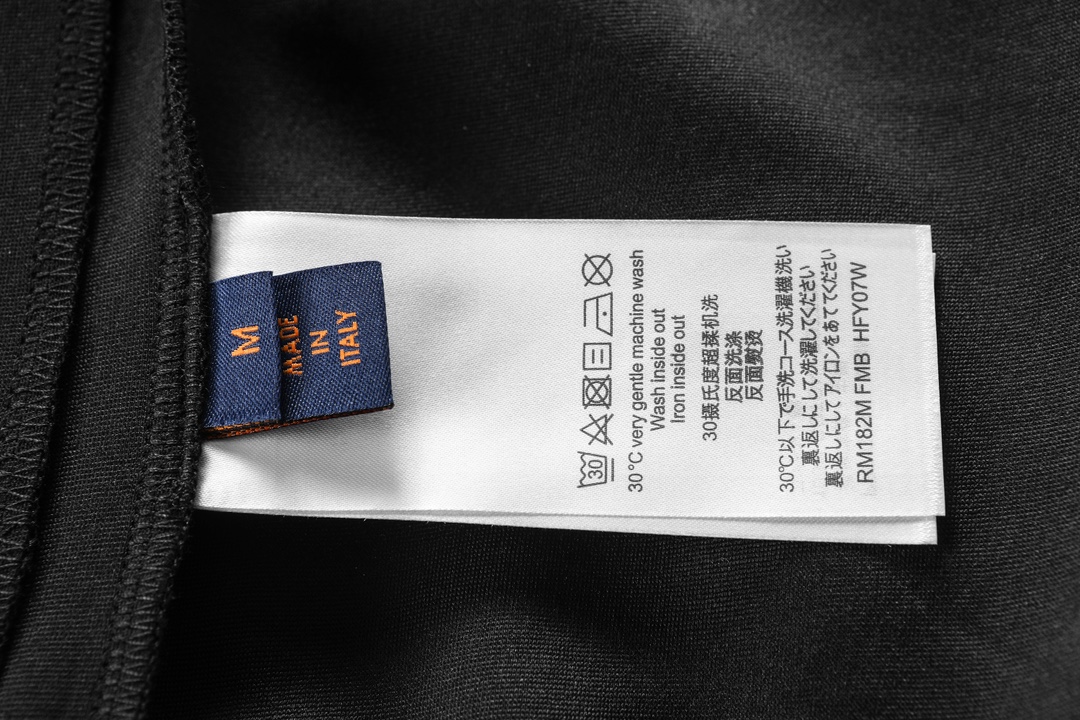 M
MADE
IN
ITALY
30
30°C very gentle machine wash
Wash inside out
Iron inside out
30摄氏度超揉机洗
反面洗涤
反面熨烫
30℃以下で手洗コース洗濯機洗い
裏返しにして洗濯してください
裏返しにしてアイロンをあててください
RM182M FMB HFY07W